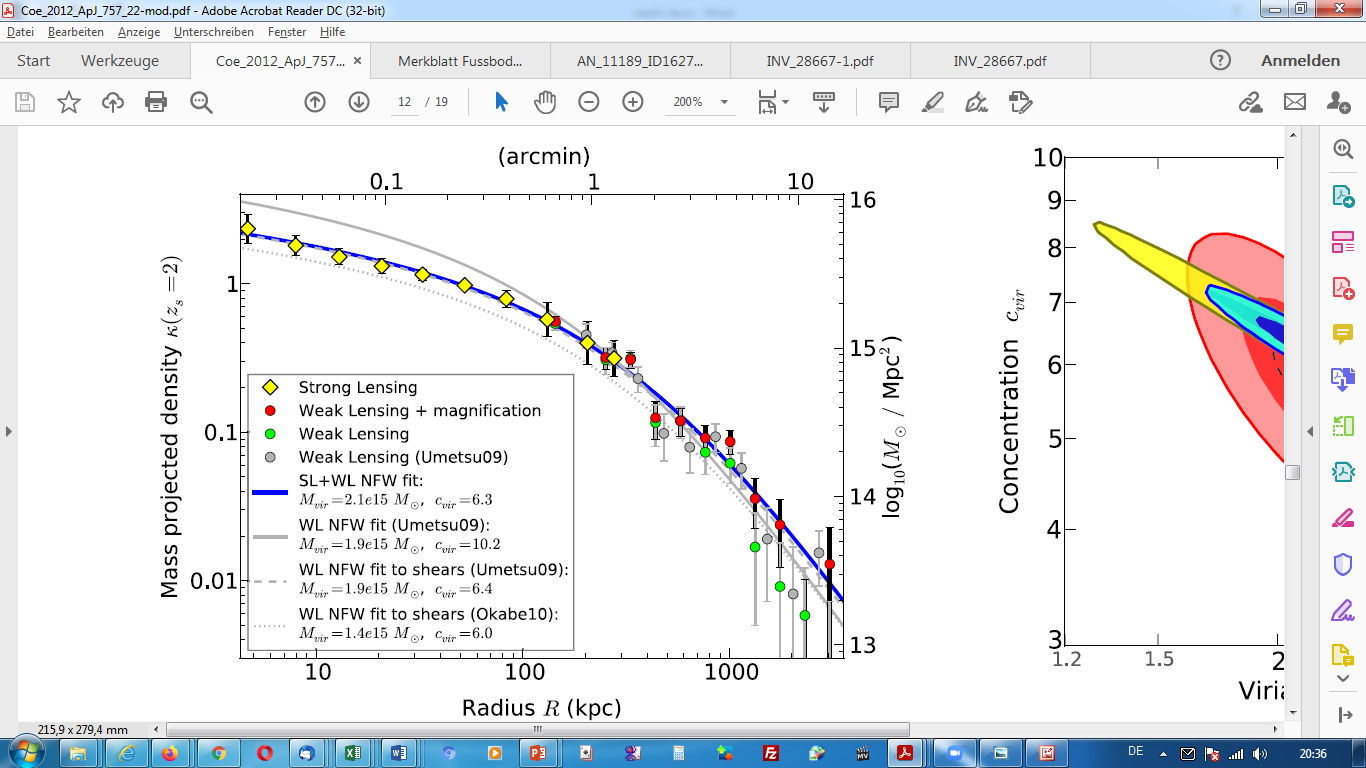 Coe_2012_ApJ_757_22-mod.pdf - Adobe Acrobat Reader DC (32-bit)
Datei Bearbeiten Anzeige Unterschreiben Fenster Hilfe
Start Werkzeuge Coe_2012_ApJ_757... × Merkblatt Fussbod... AN_11189_ID1627... INV_28667-1.pdf INV_28667.pdf ? Anmelden
12 / 19 200%
(arcmin)
0.1 1 10
Mass projected density κ(z_s=2)
1
0.1
0.01
16
15
14
13
log₁₀(M_☉ / Mpc²)
Strong Lensing
Weak Lensing + magnification
Weak Lensing
Weak Lensing (Umetsu09)
SL+WL NFW fit:
M_vir=2.1e15 M_☉, c_vir=6.3
WL NFW fit (Umetsu09):
M_vir=1.9e15 M_☉, c_vir=10.2
WL NFW fit to shears (Umetsu09):
M_vir=1.9e15 M_☉, c_vir=6.4
WL NFW fit to shears (Okabe10):
M_vir=1.4e15 M_☉, c_vir=6.0
10 100 1000
Radius R (kpc)
Concentration c_vir
10
9
8
7
6
5
4
3
1.2 1.5 2
Viria
215,9 x 279,4 mm
DE 20:36